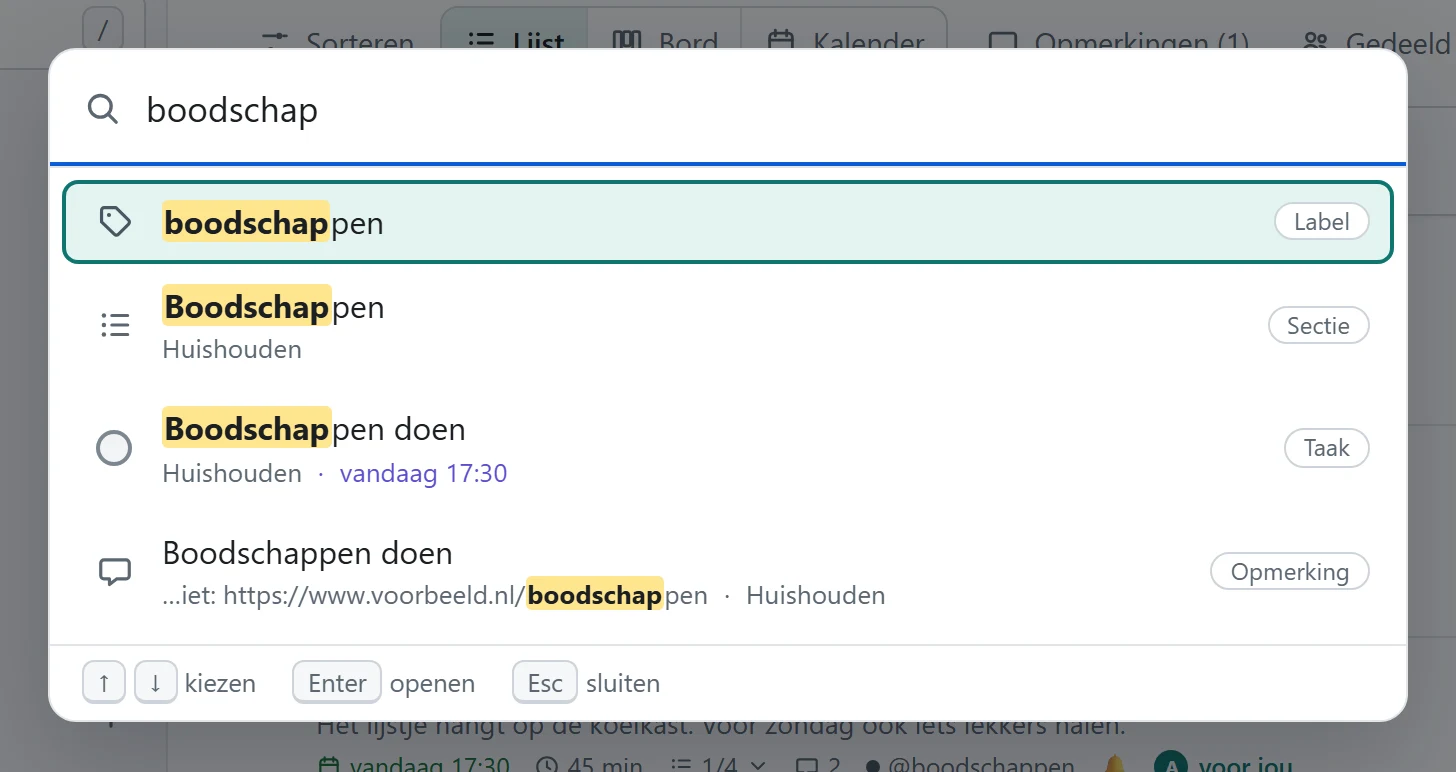 / Sorteren Lijst Bord Kalender Opmerkingen (1) Gedeeld
boodschap
boodschappen Label
Boodschappen
Huishouden
Sectie
Boodschappen doen
Huishouden · vandaag 17:30
Taak
Boodschappen doen
...iet: https://www.voorbeeld.nl/boodschappen · Huishouden
Opmerking
↑ ↓ kiezen Enter openen Esc sluiten
Het lijstje hangt op de koelkast. Voor zondag ook iets lekkers halen.
vandaag 17:30 45 min 1/4 2 @boodschappen A voor jou